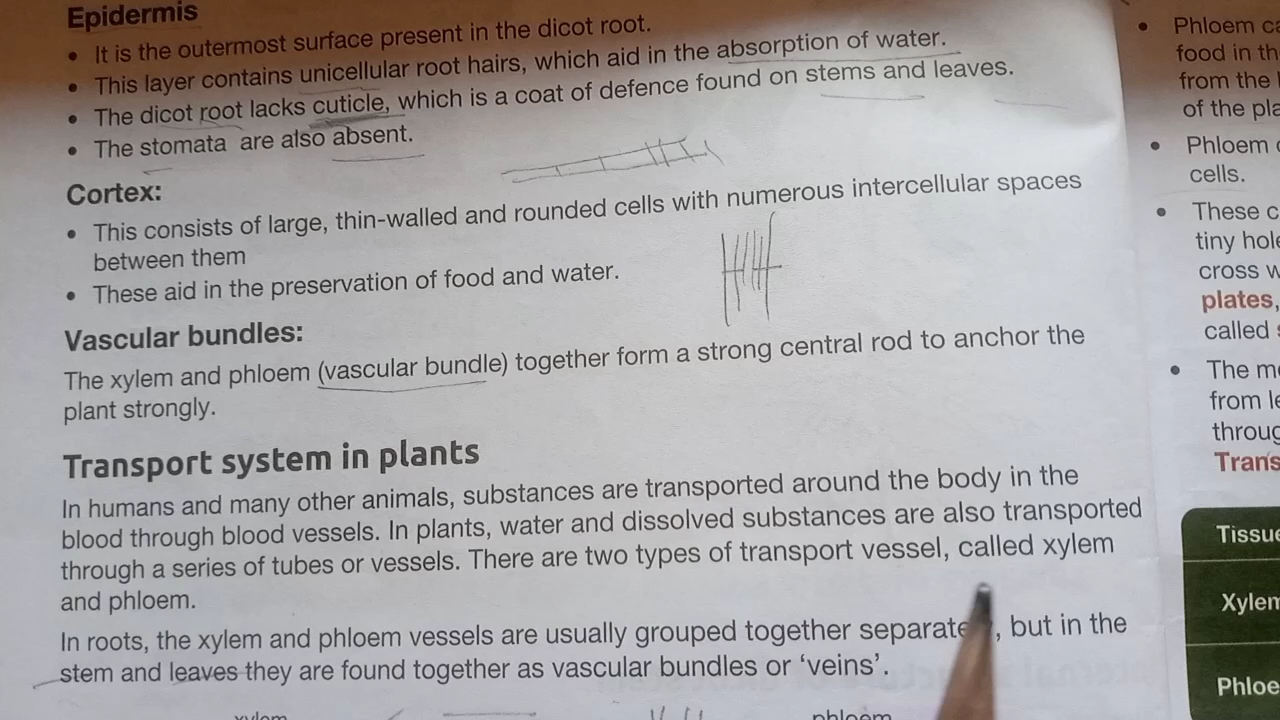 Epidermis
• It is the outermost surface present in the dicot root.
• This layer contains unicellular root hairs, which aid in the absorption of water.
• The dicot root lacks cuticle, which is a coat of defence found on stems and leaves.
• The stomata are also absent.
Cortex:
• This consists of large, thin-walled and rounded cells with numerous intercellular spaces
between them
• These aid in the preservation of food and water.
Vascular bundles:
The xylem and phloem (vascular bundle) together form a strong central rod to anchor the
plant strongly.
Transport system in plants
In humans and many other animals, substances are transported around the body in the
blood through blood vessels. In plants, water and dissolved substances are also transported
through a series of tubes or vessels. There are two types of transport vessel, called xylem
and phloem.
In roots, the xylem and phloem vessels are usually grouped together , but in the
stem and leaves they are found together as vascular bundles or ‘veins’.
xylem phloem
• Phloem
food in
from the
of the
• Phloem
cells.
• These
tiny
cross
plates,
called
• The
from

Xylem